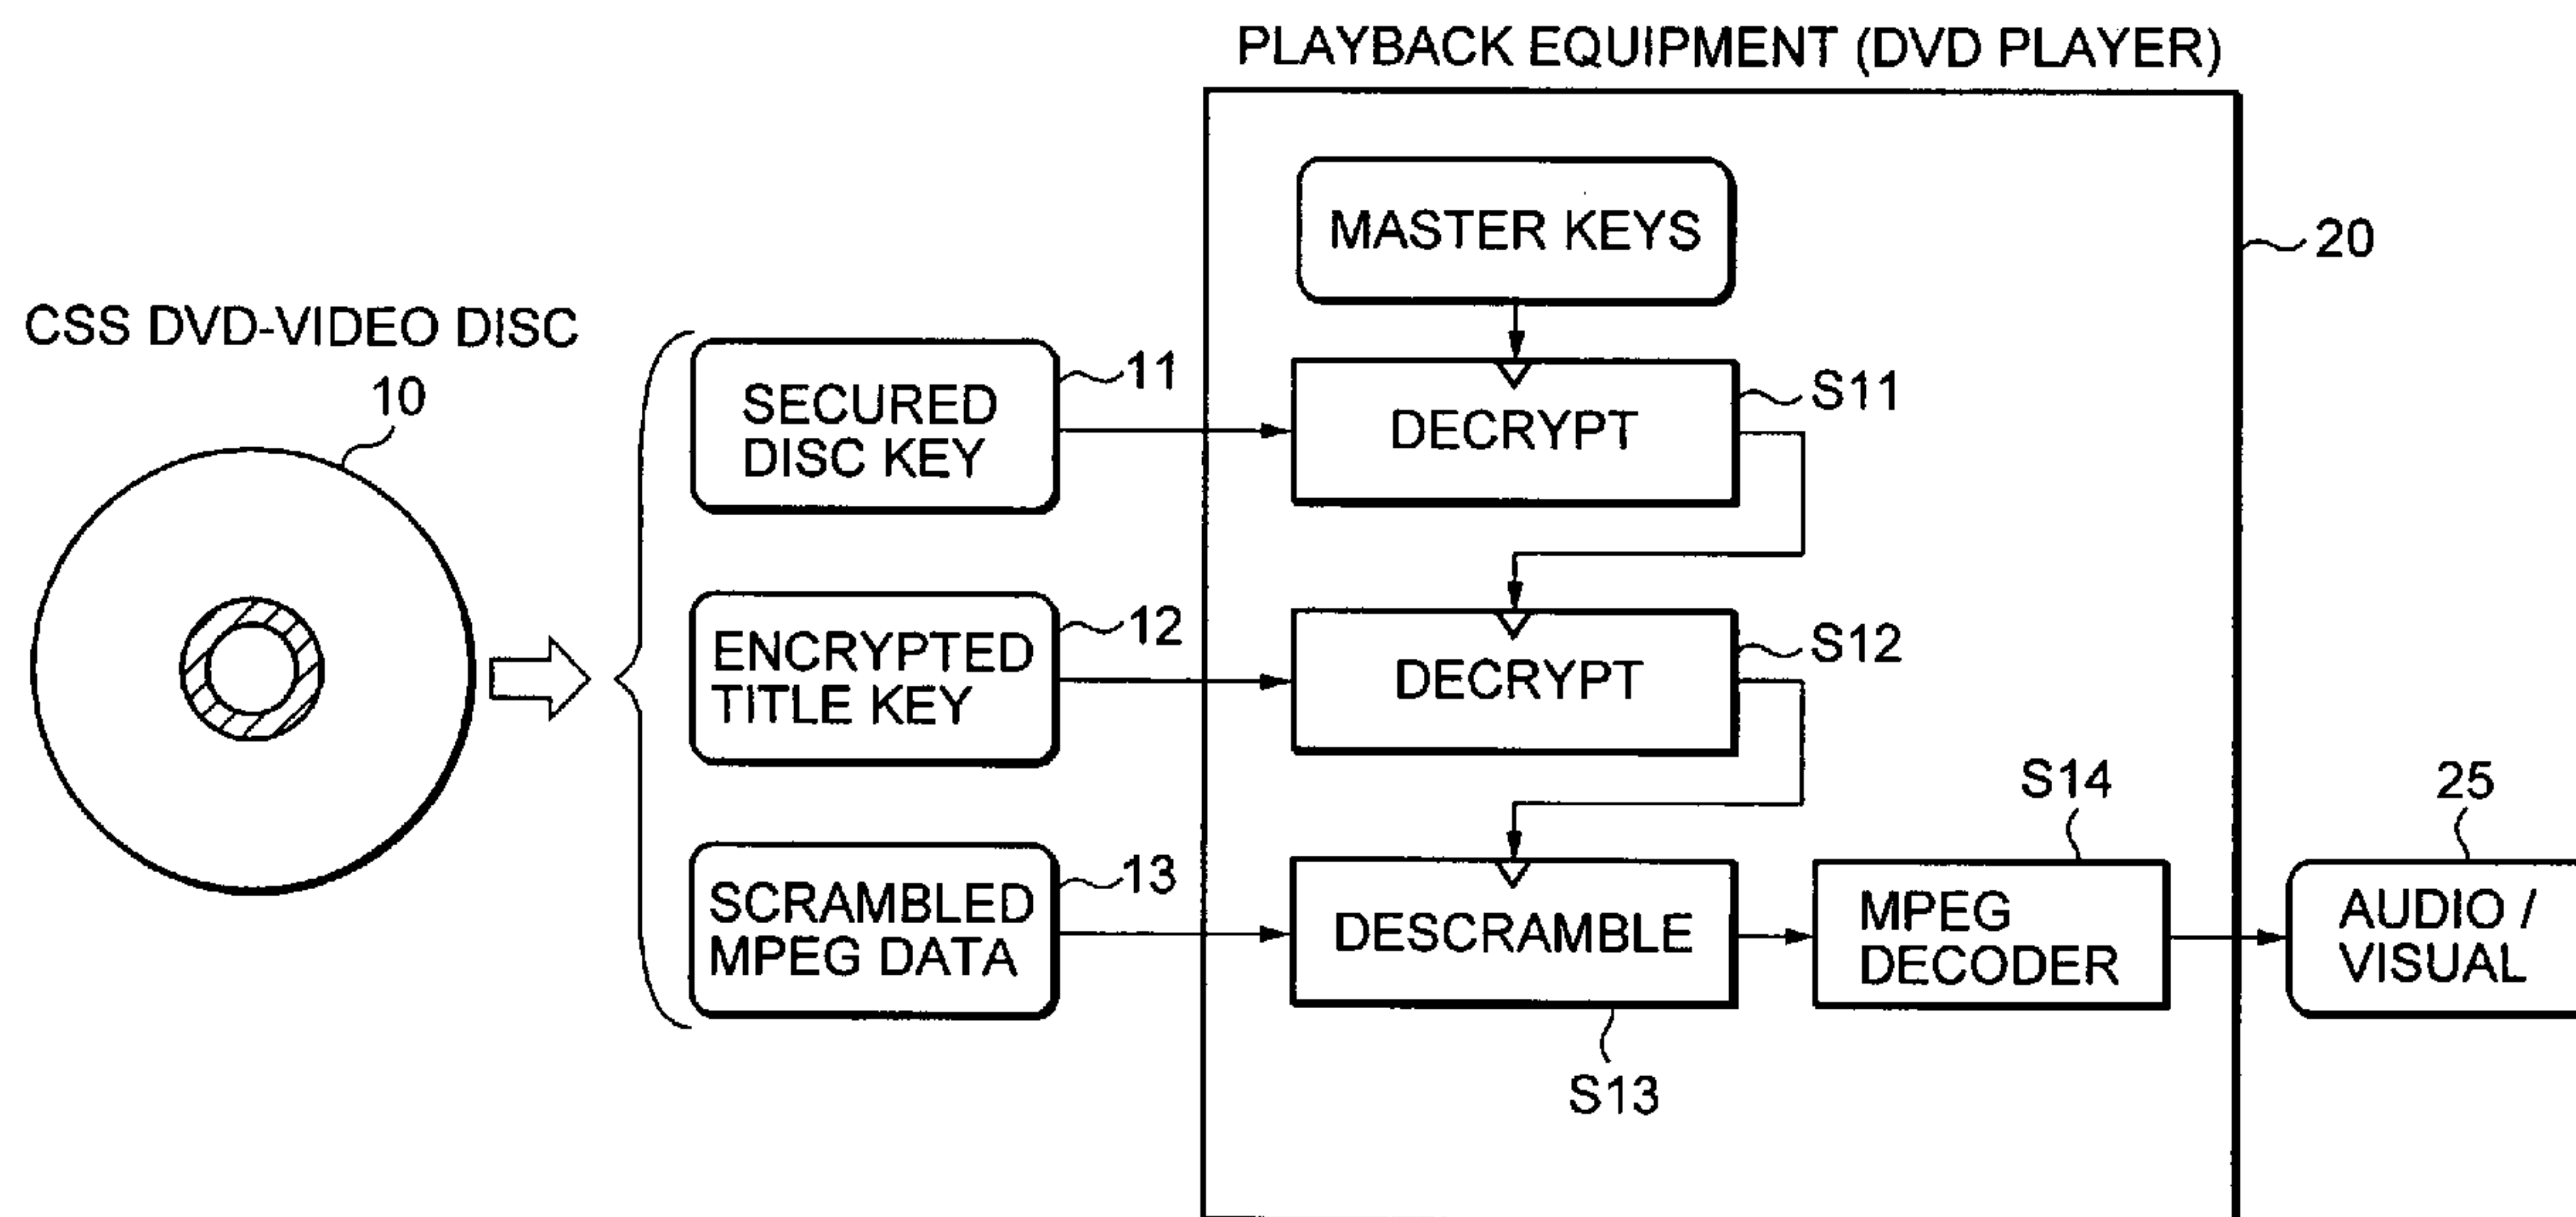 PLAYBACK EQUIPMENT (DVD PLAYER)
MASTER KEYS
20
CSS DVD-VIDEO DISC
10
SECURED
DISC KEY
11
DECRYPT
S11
ENCRYPTED
TITLE KEY
12
DECRYPT
S12
SCRAMBLED
MPEG DATA
13
DESCRAMBLE
S13
MPEG
DECODER
S14
25
AUDIO /
VISUAL